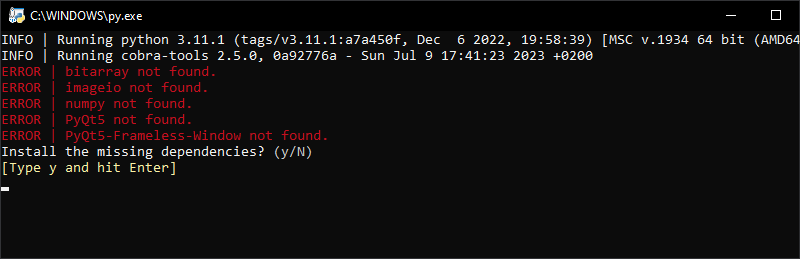 C:\WINDOWS\py.exe
INFO | Running python 3.11.1 (tags/v3.11.1:a7a450f, Dec  6 2022, 19:58:39) [MSC v.1934 64 bit (AMD64
INFO | Running cobra-tools 2.5.0, 0a92776a - Sun Jul 9 17:41:23 2023 +0200
ERROR | bitarray not found.
ERROR | imageio not found.
ERROR | numpy not found.
ERROR | PyQt5 not found.
ERROR | PyQt5-Frameless-Window not found.
Install the missing dependencies? (y/N)
[Type y and hit Enter]